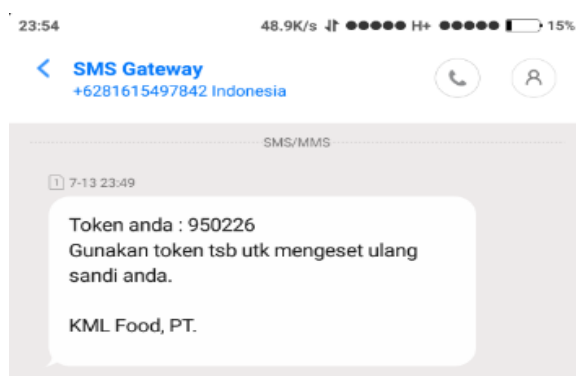 23:54 48.9K/s H+ 15%
SMS Gateway
+6281615497842 Indonesia
SMS/MMS
1 7-13 23:49
Token anda : 950226
Gunakan token tsb utk mengeset ulang
sandi anda.
KML Food, PT.